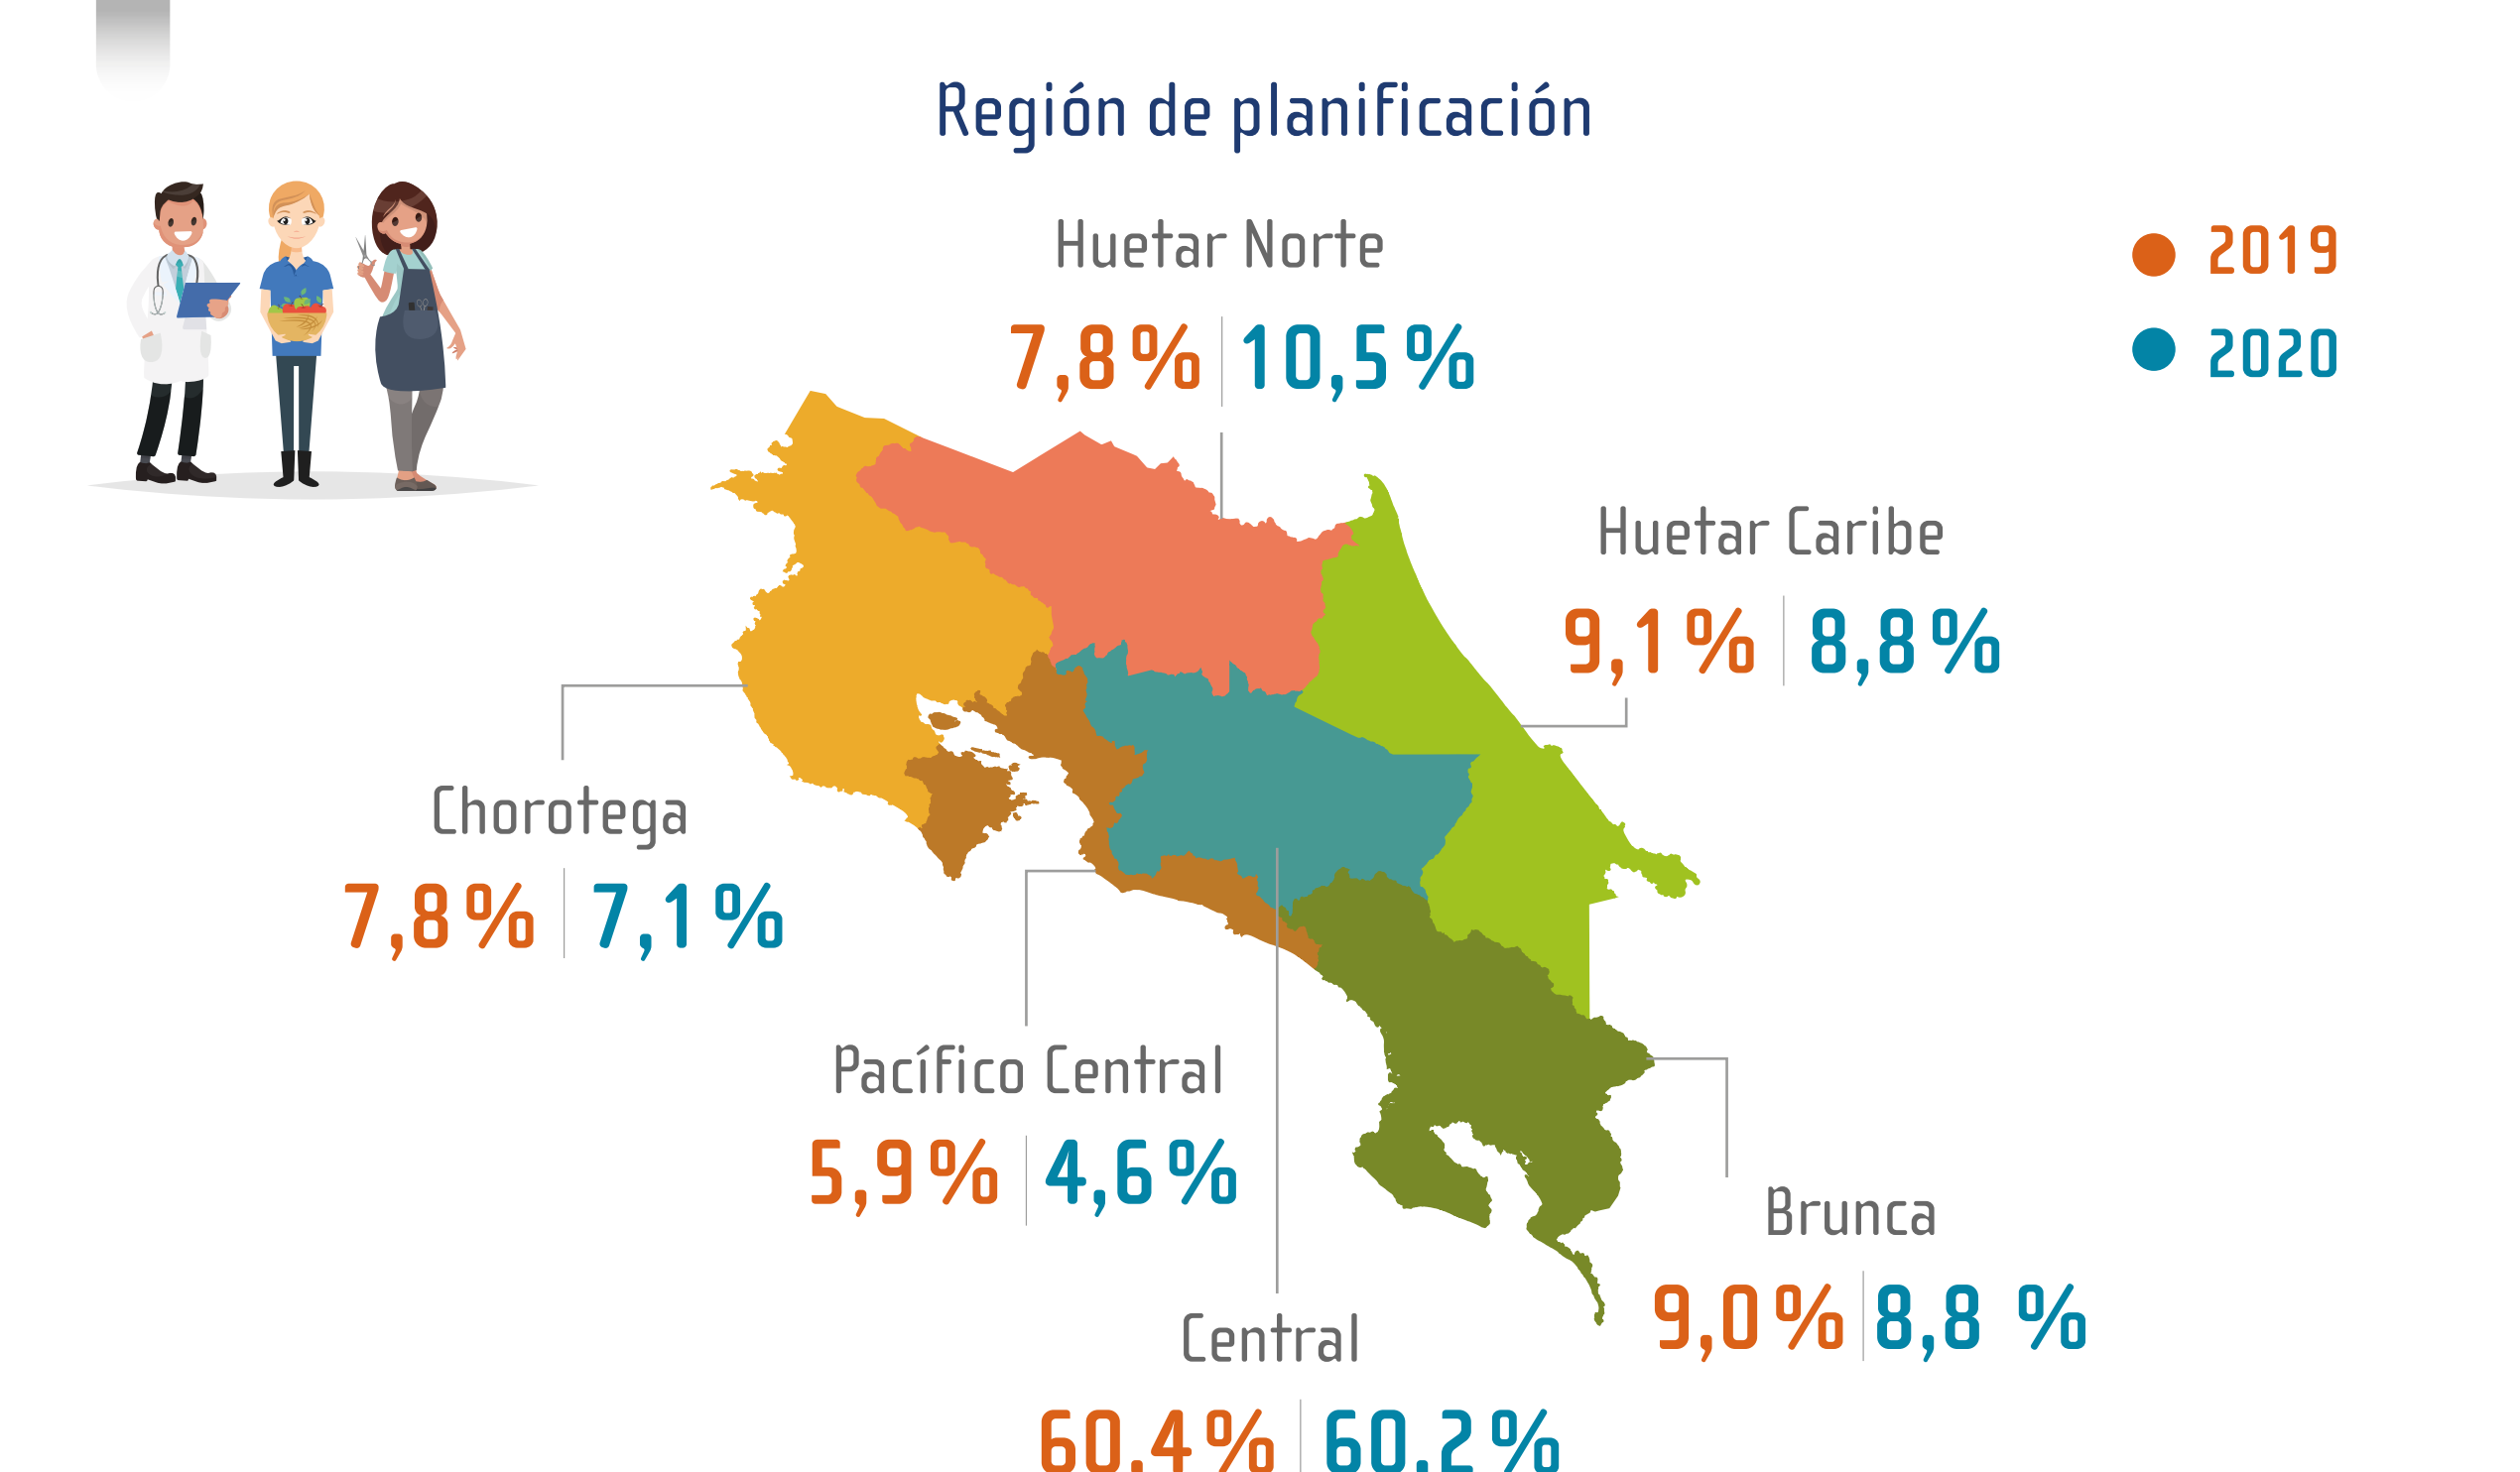 Región de planificación
Huetar Norte
7,8 % 10,5 %
2019
2020
Huetar Caribe
9,1 % 8,8 %
Chorotega
7,8 % 7,1 %
Pacífico Central
5,9 % 4,6 %
Brunca
9,0 % 8,8 %
Central
60,4 % 60,2 %